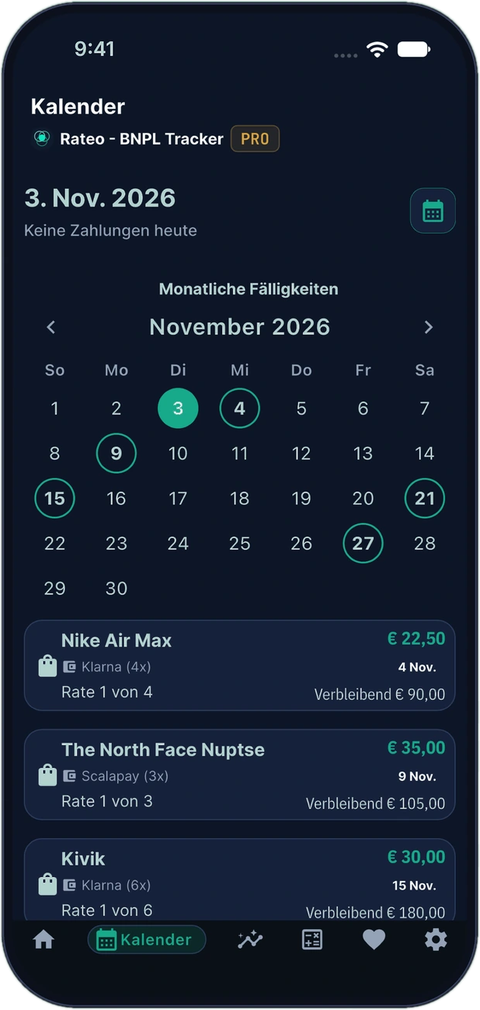 9:41
Kalender
Rateo - BNPL Tracker PRO
3. Nov. 2026
Keine Zahlungen heute
Monatliche Fälligkeiten
November 2026
So Mo Di Mi Do Fr Sa
1 2 3 4 5 6 7
8 9 10 11 12 13 14
15 16 17 18 19 20 21
22 23 24 25 26 27 28
29 30
Nike Air Max € 22,50
Klarna (4x) 4 Nov.
Rate 1 von 4 Verbleibend € 90,00
The North Face Nuptse € 35,00
Scalapay (3x) 9 Nov.
Rate 1 von 3 Verbleibend € 105,00
Kivik € 30,00
Klarna (6x) 15 Nov.
Rate 1 von 6 Verbleibend € 180,00
Kalender